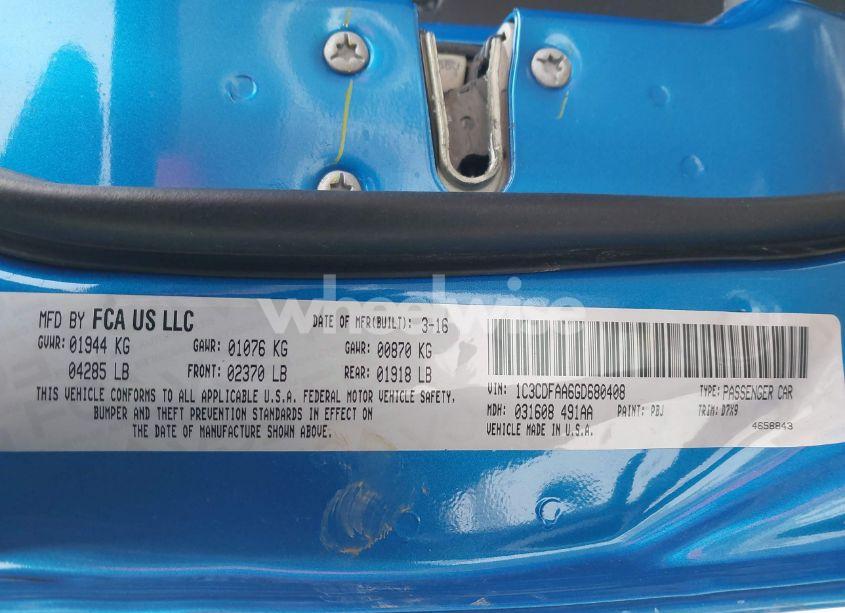 MFD BY FCA US LLC DATE OF MFR(BUILT): 3-16
GVWR: 01944 KG GAWR: 01076 KG GAWR: 00870 KG
04285 LB FRONT: 02370 LB REAR: 01918 LB
THIS VEHICLE CONFORMS TO ALL APPLICABLE U.S.A. FEDERAL MOTOR VEHICLE SAFETY,
BUMPER AND THEFT PREVENTION STANDARDS IN EFFECT ON
THE DATE OF MANUFACTURE SHOWN ABOVE.
VIN: 1C3CDFAA6GD680408 TYPE: PASSENGER CAR
MDH: 031608 491AA PAINT: PBJ TRIM: D7X9
VEHICLE MADE IN U.S.A. 4658843
wheelwise